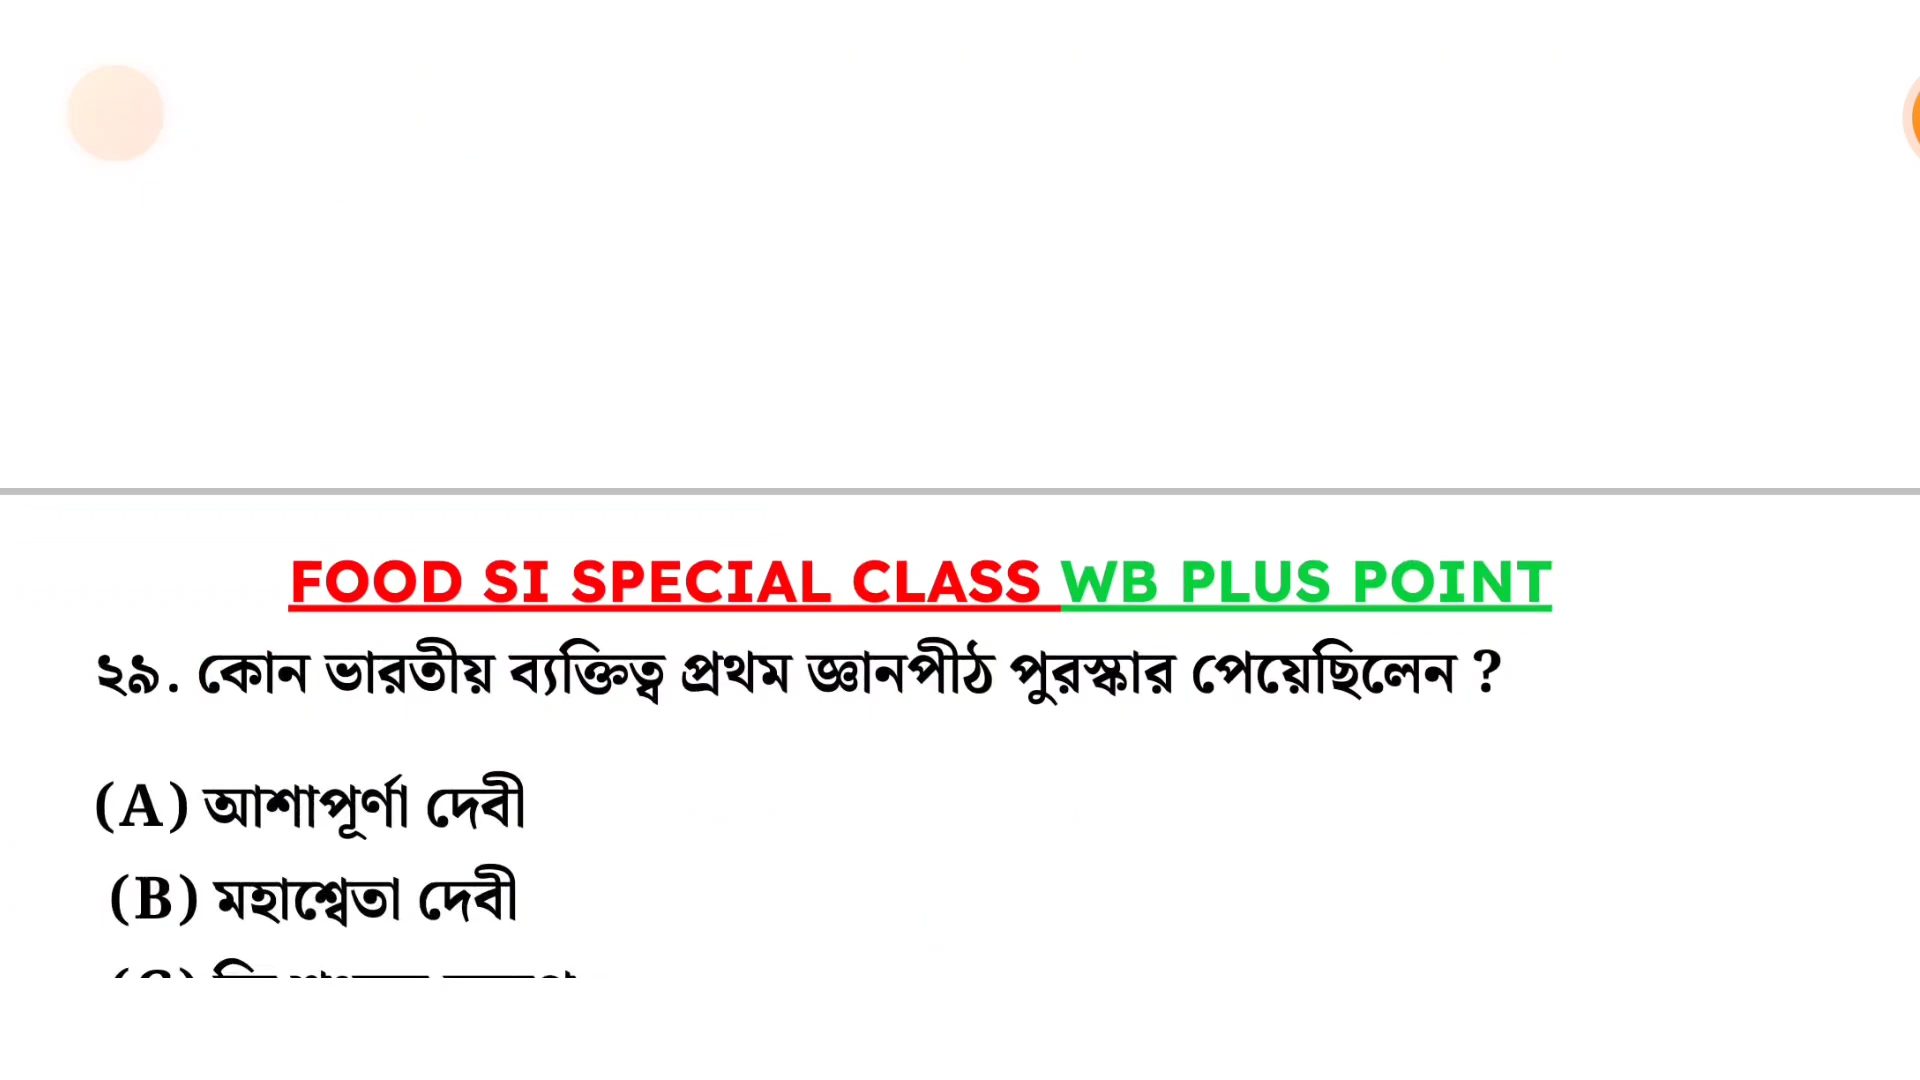 FOOD SI SPECIAL CLASS WB PLUS POINT
২৯. কোন ভারতীয় ব্যক্তিত্ব প্রথম জ্ঞানপীঠ পুরস্কার পেয়েছিলেন ?
(A) আশাপূর্ণা দেবী
(B) মহাশ্বেতা দেবী